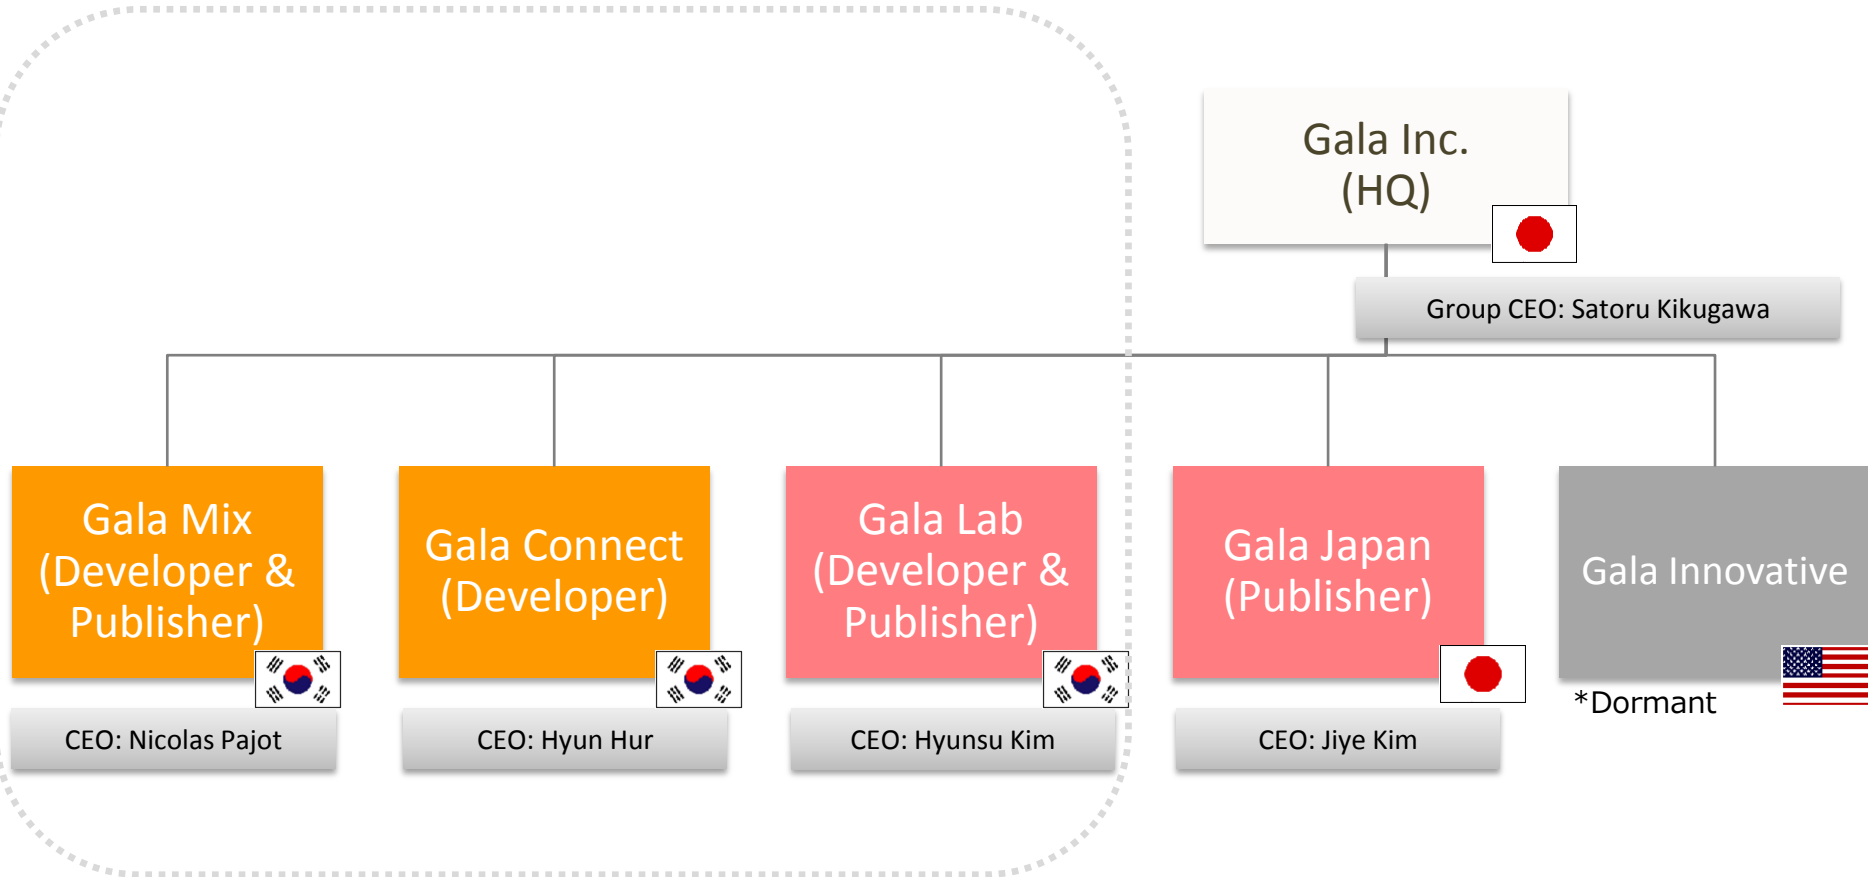 Gala Inc.
(HQ)
Group CEO: Satoru Kikugawa
Gala Mix
(Developer &
Publisher)
CEO: Nicolas Pajot
Gala Connect
(Developer)
CEO: Hyun Hur
Gala Lab
(Developer &
Publisher)
CEO: Hyunsu Kim
Gala Japan
(Publisher)
CEO: Jiye Kim
Gala Innovative
*Dormant